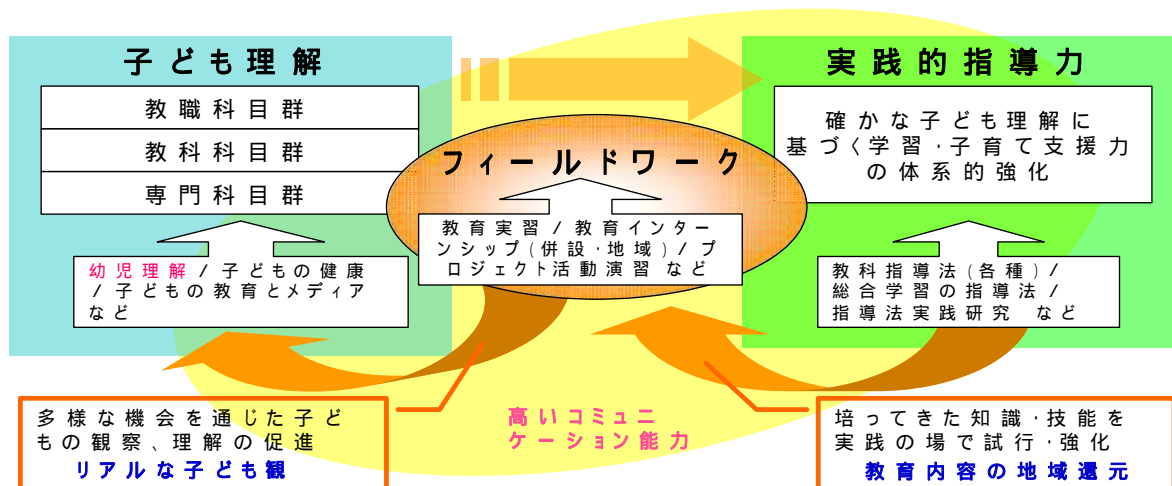 子ども理解
教職科目群
教科科目群
専門科目群
幼児理解/子どもの健康
/子どもの教育とメディア
など
フィールドワーク
教育実習/教育インター
ンシップ(併設・地域)/プ
ロジェクト活動演習 など
実践的指導力
確かな子ども理解に
基づく学習・子育て支援力
の体系的強化
教科指導法(各種)/
総合学習の指導法/
指導法実践研究 など
多様な機会を通じた子ど
もの観察、理解の促進
リアルな子ども観
高いコミュニ
ケーション能力
培ってきた知識・技能を
実践の場で試行・強化
教育内容の地域還元